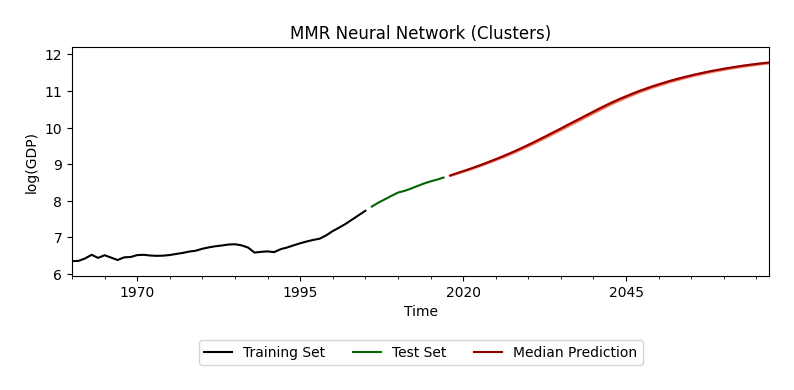 MMR Neural Network (Clusters)
12
11
10
9
8
7
6
log(GDP)
1970 1995 2020 2045
Time
Training Set Test Set Median Prediction